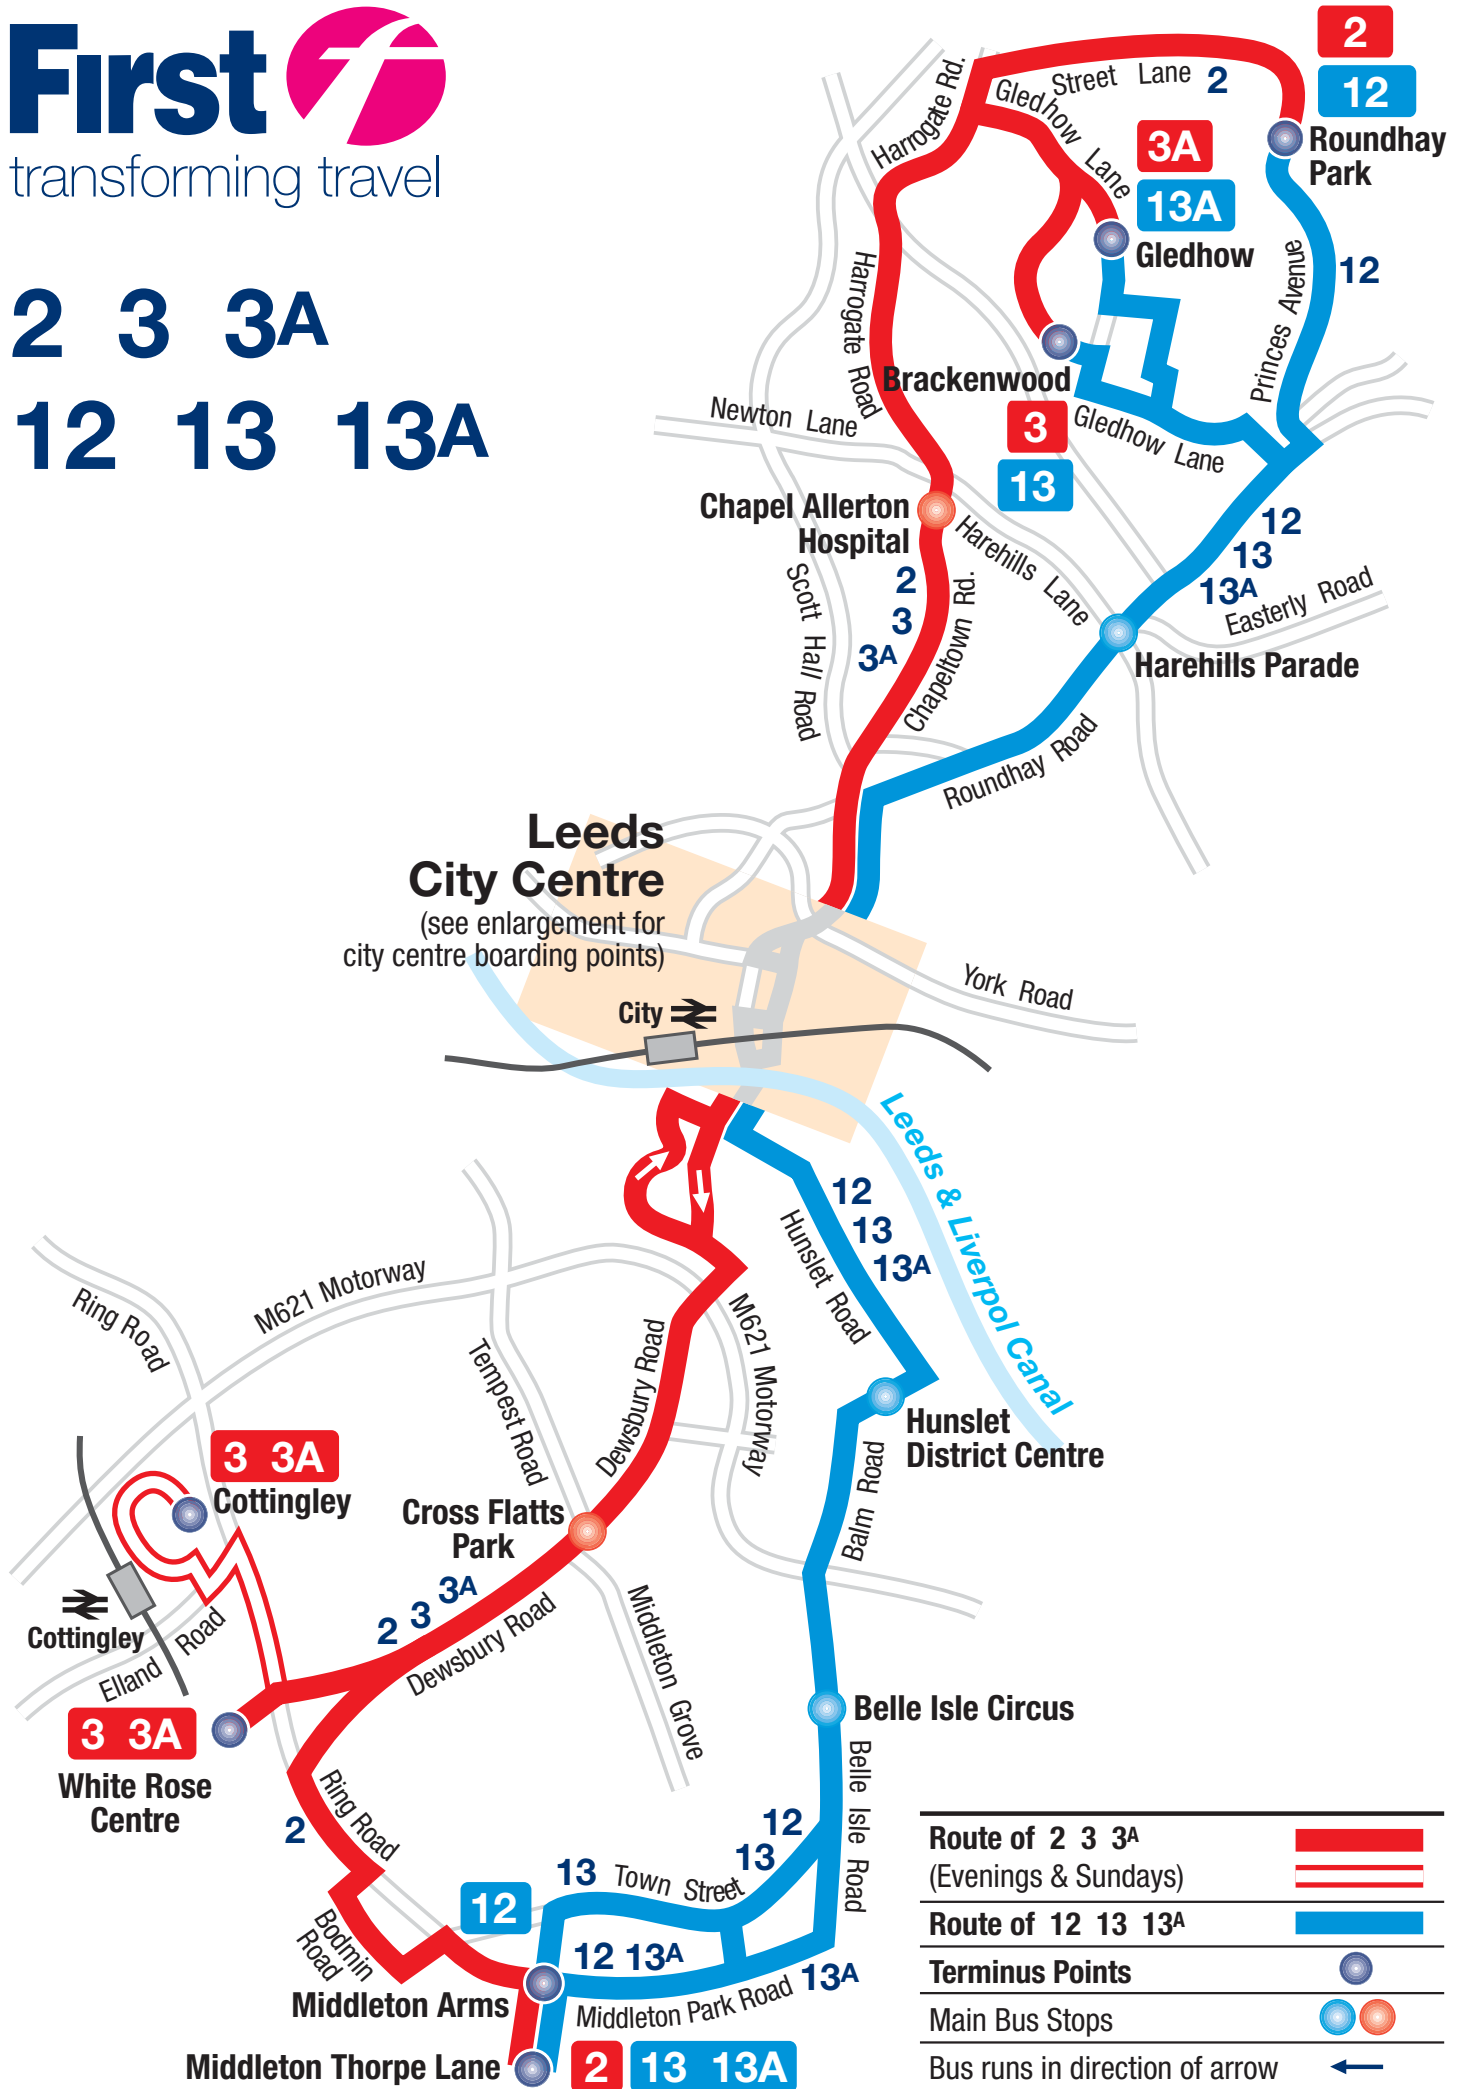 First
transforming travel
2 3 3A
12 13 13A
2
12
Roundhay
Park
Harrogate Rd.
Street Lane 2
Gledhow Lane
3A
13A
Gledhow
Princes Avenue
12
Harrogate Road
Brackenwood
3
13
Gledhow Lane
Newton Lane
Chapel Allerton
Hospital
Harehills Lane
12
13
13A
Easterly Road
Harehills Parade
2
3
3A
Scott Hall Road
Chapeltown Rd.
Roundhay Road
Leeds
City Centre
(see enlargement for
city centre boarding points)
City
York Road
Leeds & Liverpol Canal
12
13
13A
Hunslet Road
Ring Road
M621 Motorway
M621 Motorway
Tempest Road
Dewsbury Road
Hunslet
District Centre
Balm Road
3 3A
Cottingley
Cross Flatts
Park
Cottingley
Elland Road
2 3 3A
Dewsbury Road
Middleton Grove
3 3A
White Rose
Centre
Belle Isle Circus
Belle Isle Road
2
Ring Road
12
13
13 Town Street
12
Bodmin
Road
12 13A
13A
Middleton Park Road
Middleton Arms
Middleton Thorpe Lane
2 13 13A
Route of 2 3 3A
(Evenings & Sundays)
Route of 12 13 13A
Terminus Points
Main Bus Stops
Bus runs in direction of arrow